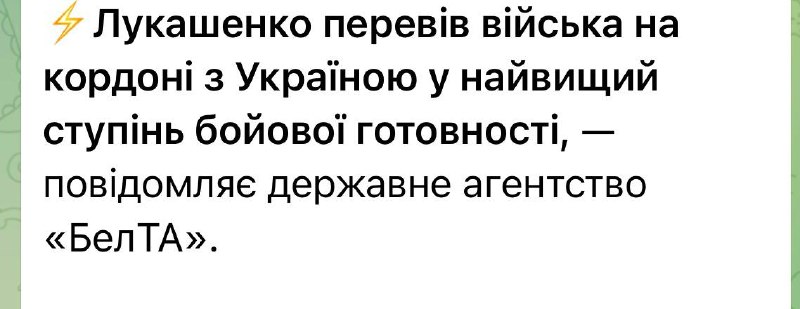 ⚡Лукашенко перевів війська на
кордоні з Україною у найвищий
ступінь бойової готовності, —
повідомляє державне агентство
«БелТА».